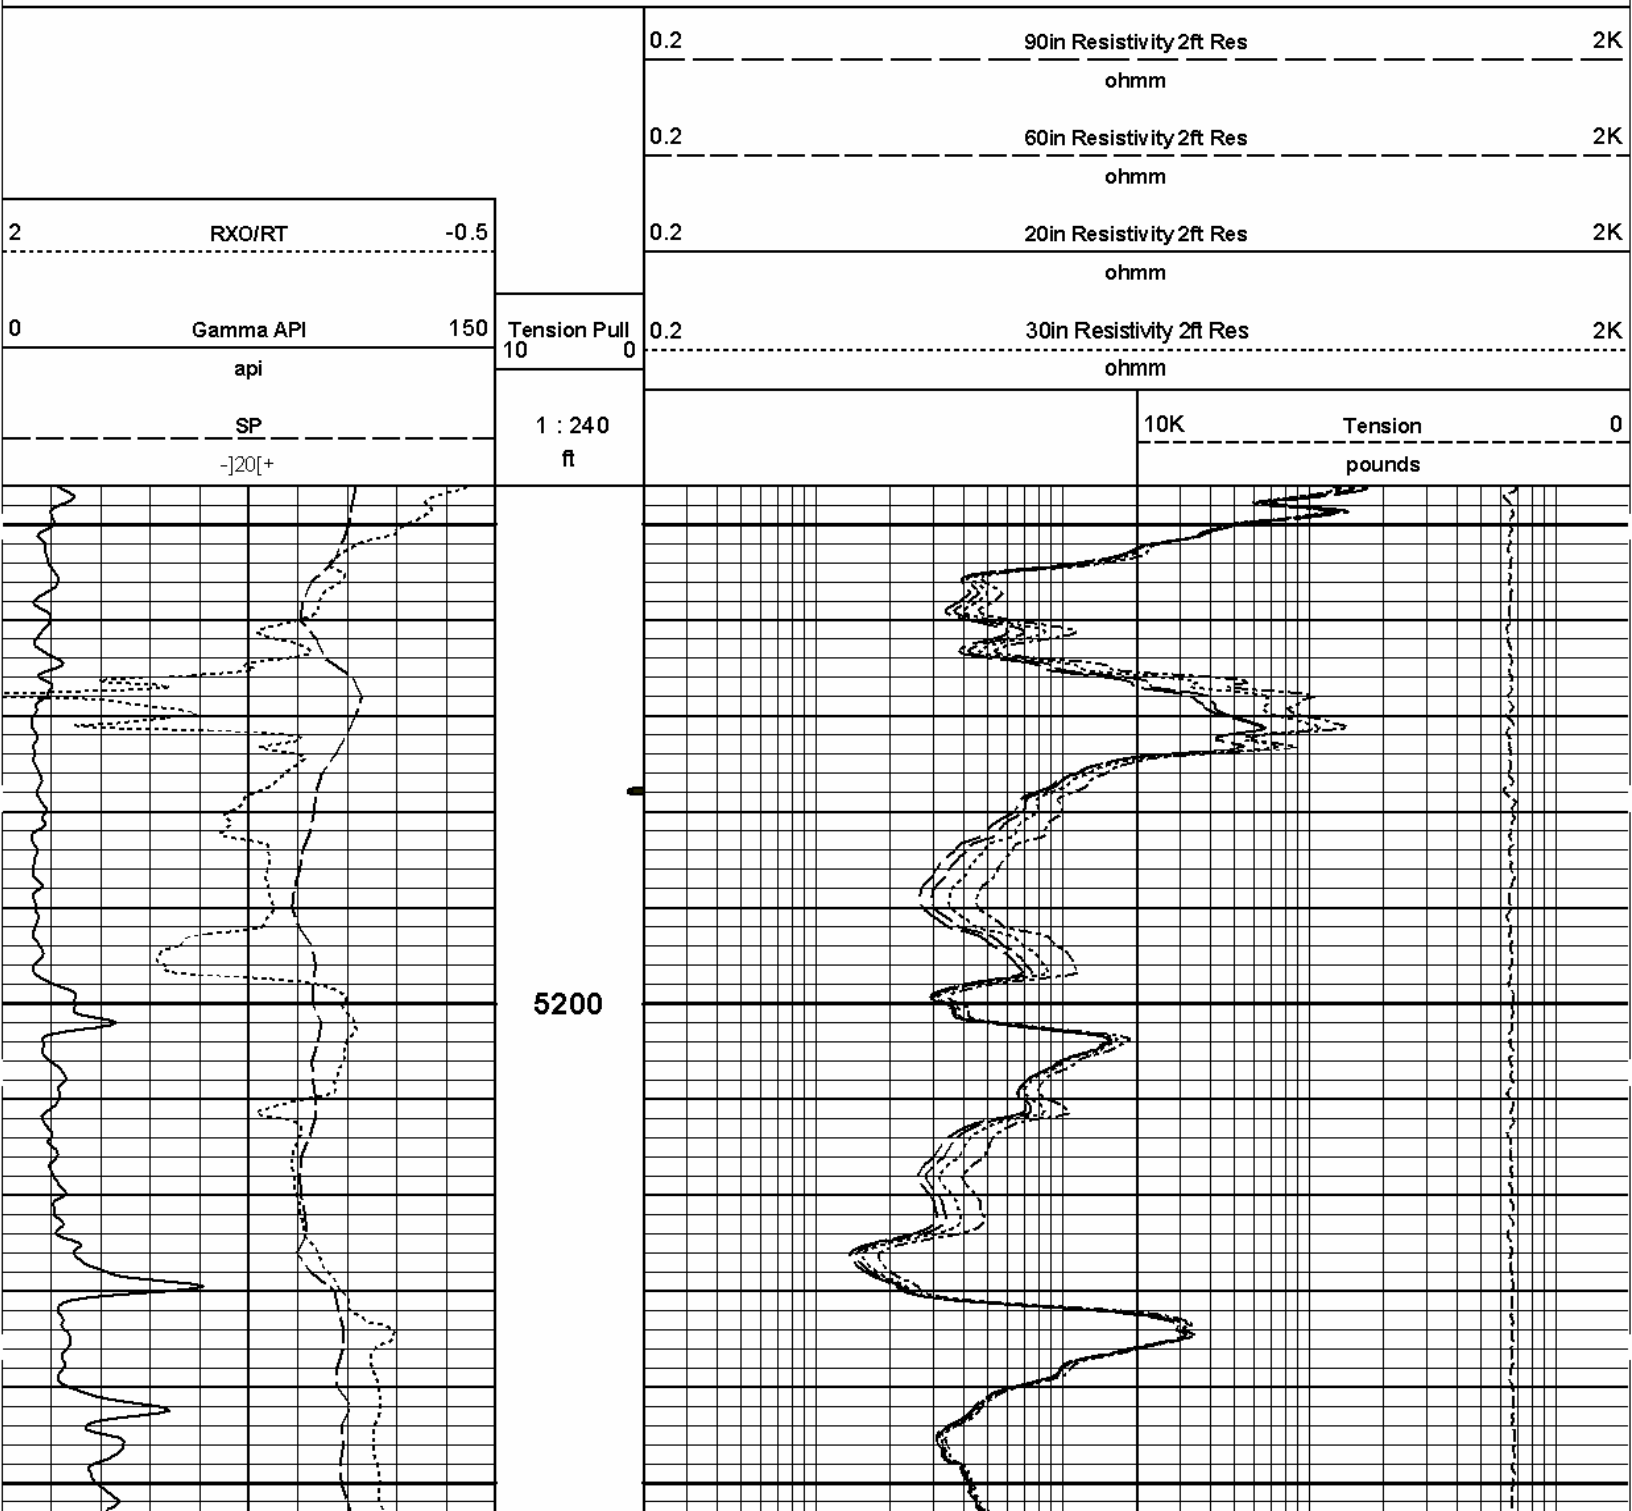 0.2 90in Resistivity 2ft Res 2K
ohmm
0.2 60in Resistivity 2ft Res 2K
ohmm
2 RXO/RT -0.5
0.2 20in Resistivity 2ft Res 2K
ohmm
0 Gamma API 150
api
Tension Pull
10 0
0.2 30in Resistivity 2ft Res 2K
ohmm
SP
-]20[+
1 : 240
ft
10K Tension 0
pounds
5200